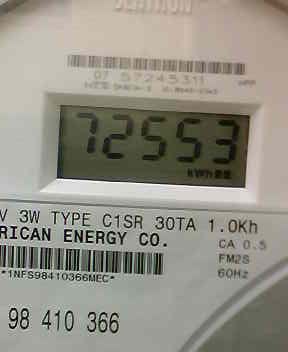 CENTRON
07 57245311
72553
kWh
V 3W TYPE C1SR 30TA 1.0Kh
RICAN ENERGY CO.
CA 0.5
FM2S
60Hz
*1NFS98410366MEC*
98 410 366